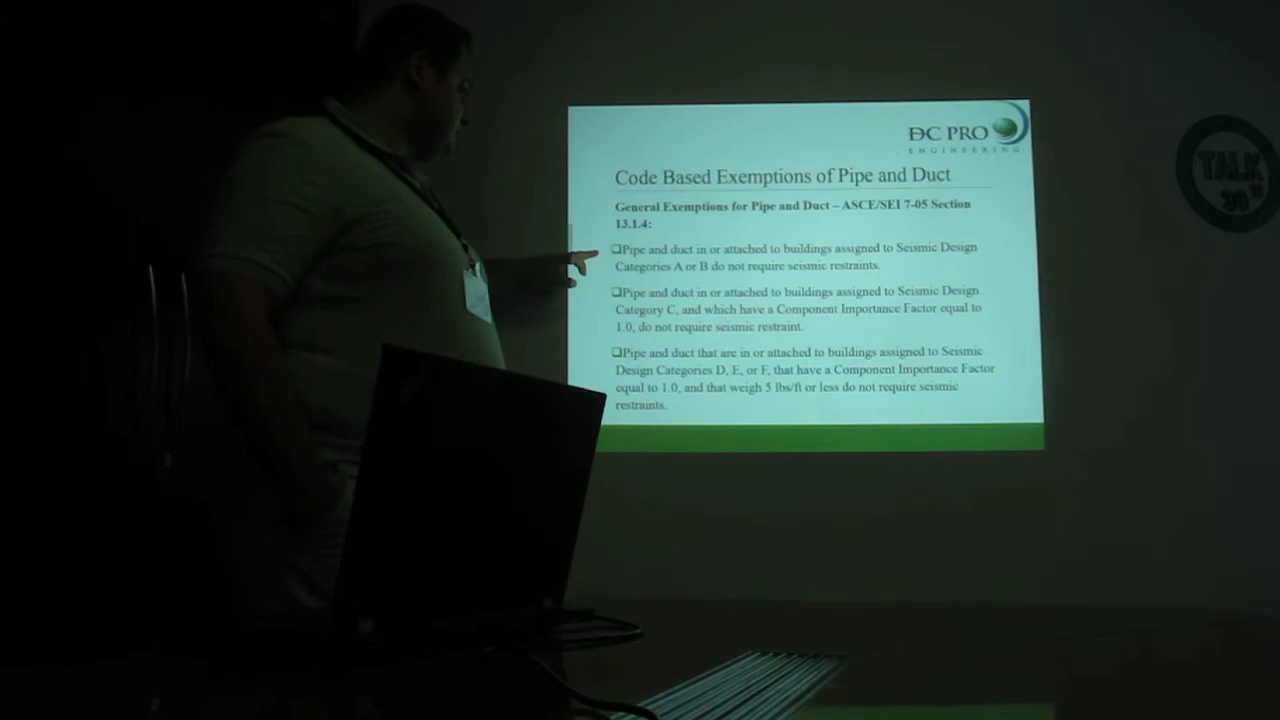 DC PRO
ENGINEERING
Code Based Exemptions of Pipe and Duct
General Exemptions for Pipe and Duct – ASCE/SEI 7-05 Section
13.1.4:
❑Pipe and duct in or attached to buildings assigned to Seismic Design
Categories A or B do not require seismic restraints.
❑Pipe and duct in or attached to buildings assigned to Seismic Design
Category C, and which have a Component Importance Factor equal to
1.0, do not require seismic restraint.
❑Pipe and duct that are in or attached to buildings assigned to Seismic
Design Categories D, E, or F, that have a Component Importance Factor
equal to 1.0, and that weigh 5 lbs/ft or less do not require seismic
restraints.
TALK
30"